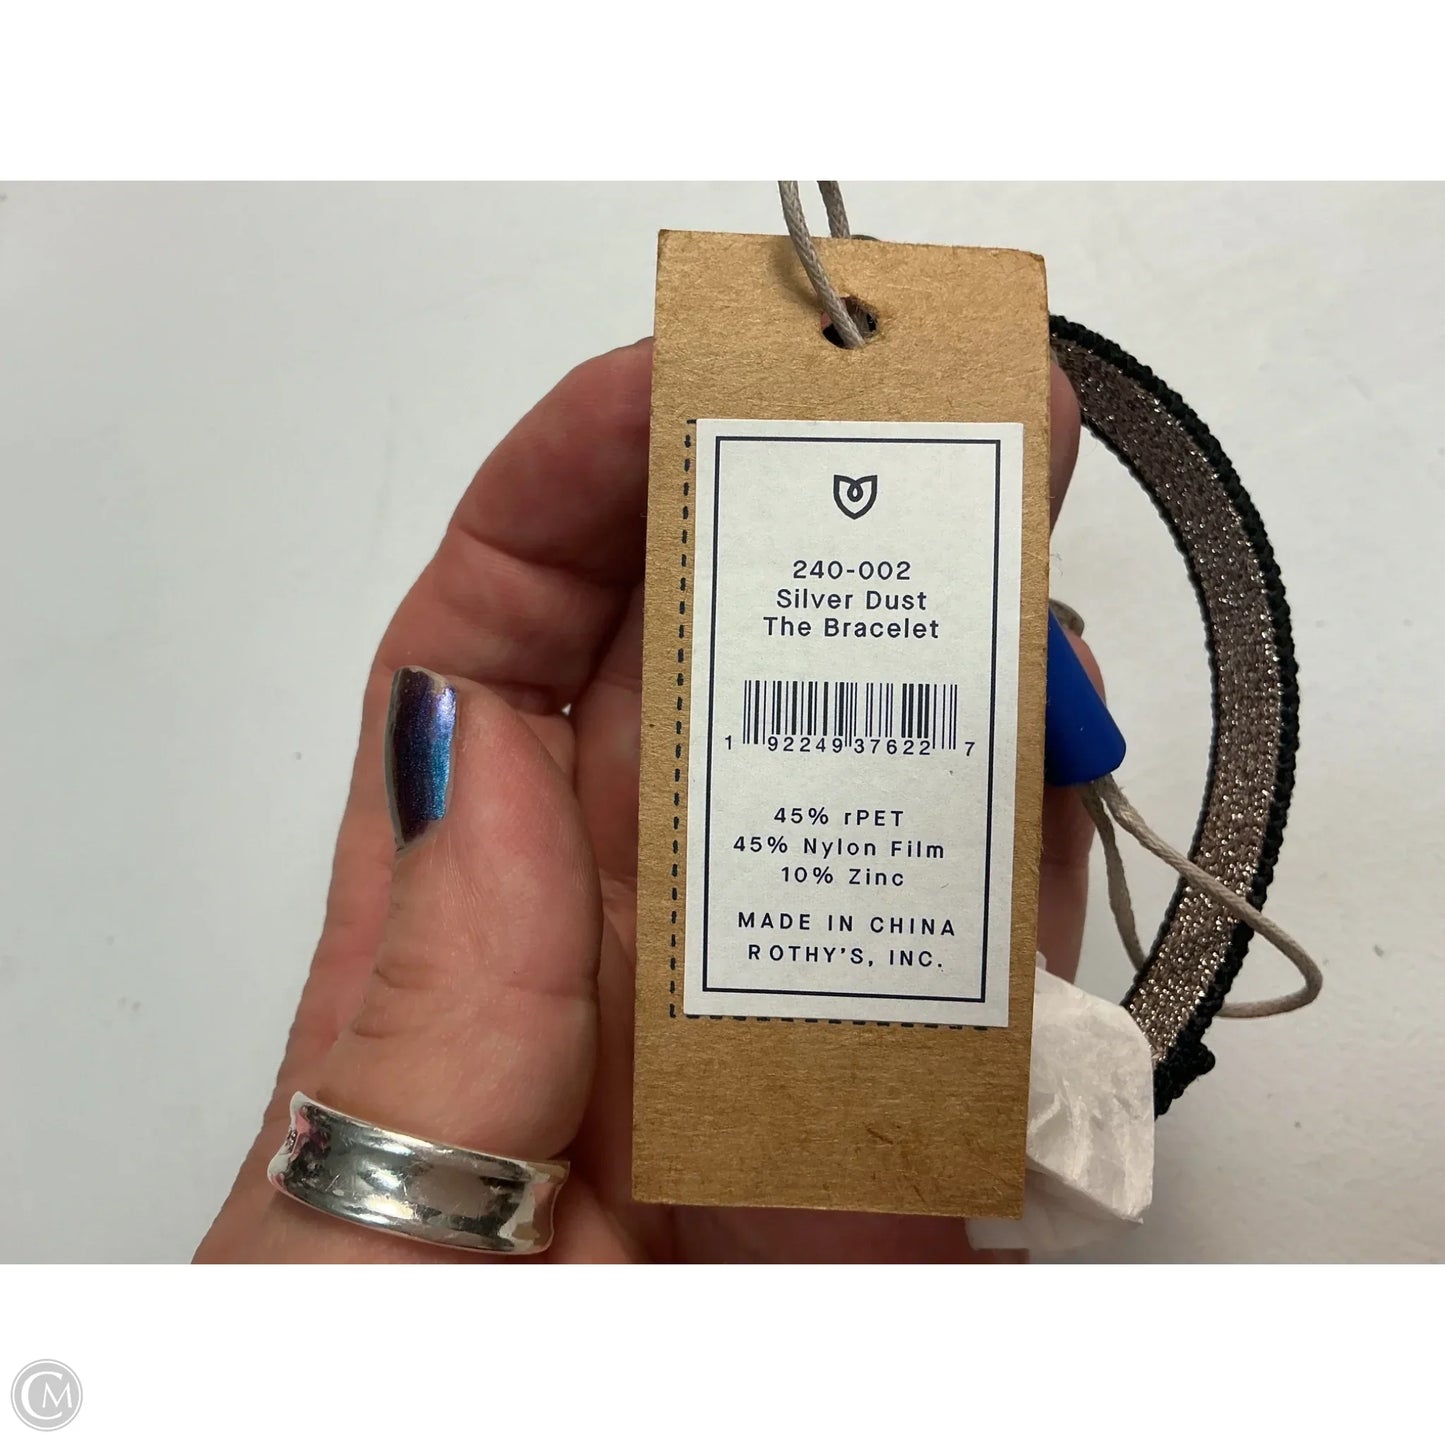 240-002
Silver Dust
The Bracelet
1 92249 37622 7
45% rPET
45% Nylon Film
10% Zinc
MADE IN CHINA
ROTHY'S, INC.
CM